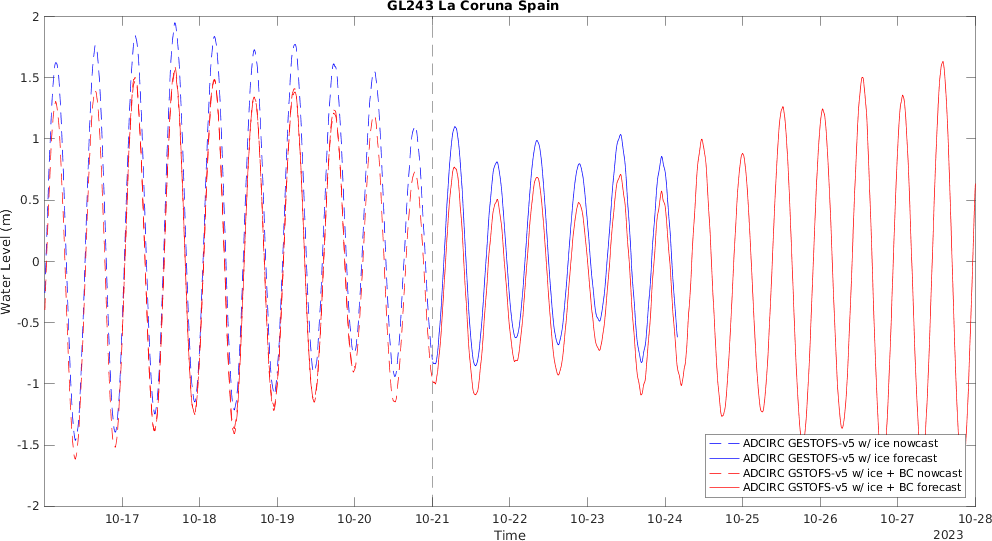 GL243 La Coruna Spain
2
1.5
1
0.5
0
-0.5
-1
-1.5
-2
Water Level (m)
ADCIRC GESTOFS-v5 w/ ice nowcast
ADCIRC GESTOFS-v5 w/ ice forecast
ADCIRC GSTOFS-v5 w/ ice + BC nowcast
ADCIRC GSTOFS-v5 w/ ice + BC forecast
10-17 10-18 10-19 10-20 10-21 10-22 10-23 10-24 10-25 10-26 10-27 10-28
Time
2023